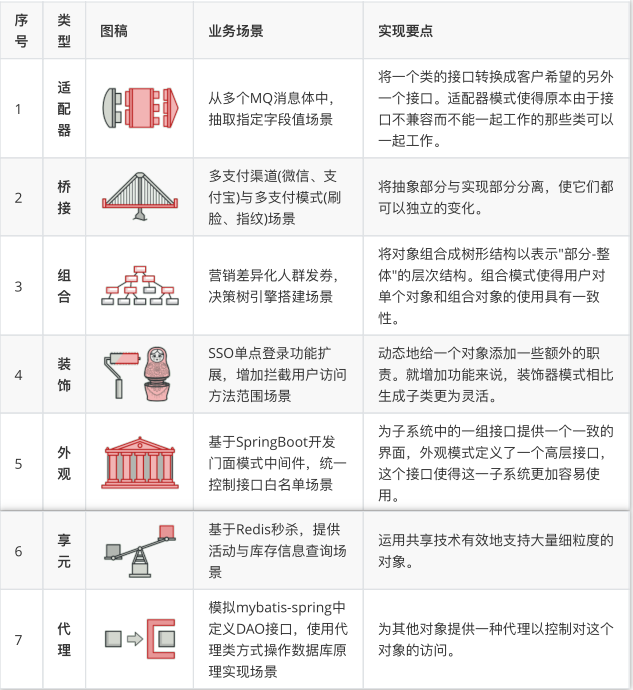 序号 类型 图稿 业务场景 实现要点
1
适配器
从多个MQ消息体中，
抽取指定字段值场景
将一个类的接口转换成客户希望的另外
一个接口。适配器模式使得原本由于接
口不兼容而不能一起工作的那些类可以
一起工作。
2
桥接
多支付渠道(微信、支
付宝)与多支付模式(刷
脸、指纹)场景
将抽象部分与实现部分分离，使它们都
可以独立的变化。
3
组合
营销差异化人群发券，
决策树引擎搭建场景
将对象组合成树形结构以表示"部分-整
体"的层次结构。组合模式使得用户对
单个对象和组合对象的使用具有一致
性。
4
装饰
SSO单点登录功能扩
展，增加拦截用户访问
方法范围场景
动态地给一个对象添加一些额外的职
责。就增加功能来说，装饰器模式相比
生成子类更为灵活。
5
外观
基于SpringBoot开发
门面模式中间件，统一
控制接口白名单场景
为子系统中的一组接口提供一个一致的
界面，外观模式定义了一个高层接口，
这个接口使得这一子系统更加容易使
用。
6
享元
基于Redis秒杀，提供
活动与库存信息查询场
景
运用共享技术有效地支持大量细粒度的
对象。
7
代理
模拟mybatis-spring中
定义DAO接口，使用代
理类方式操作数据库原
理实现场景
为其他对象提供一种代理以控制对这个
对象的访问。